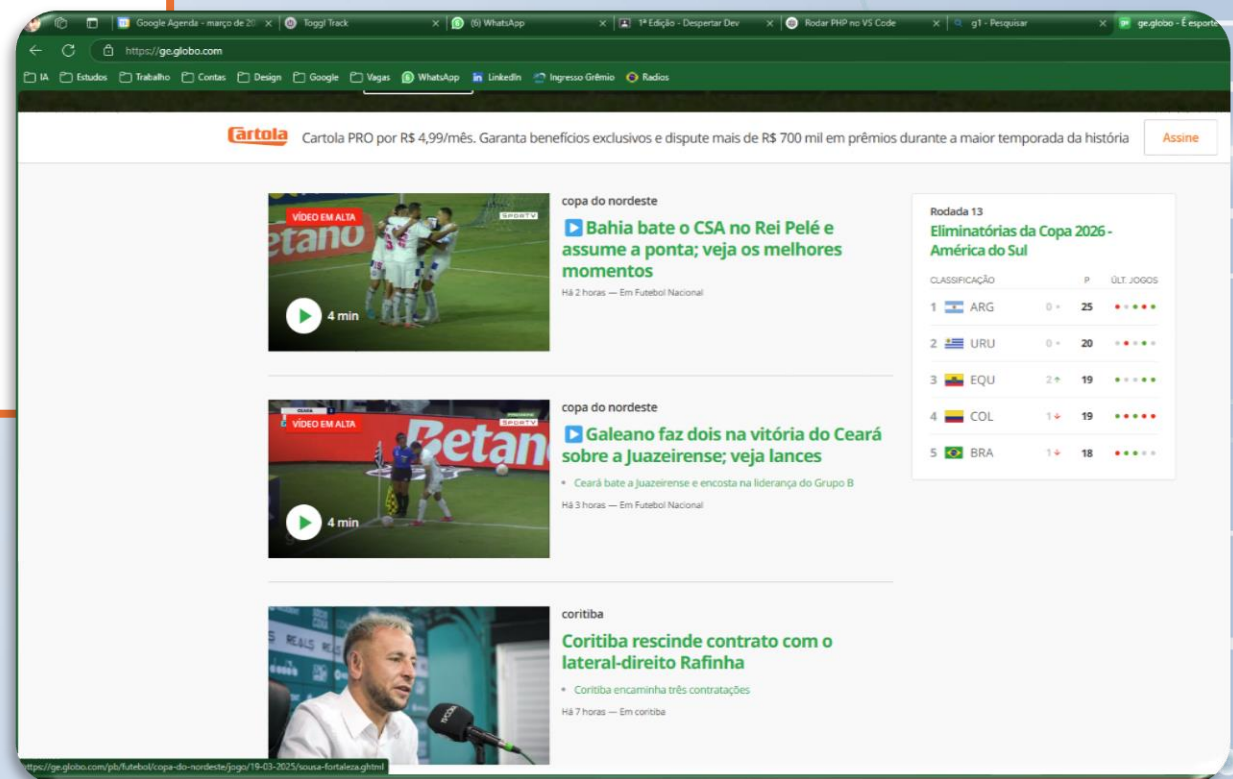 Google Agenda - março de 20
Toggl Track
(6) WhatsApp
1ª Edição - Despertar Dev
Rodar PHP no VS Code
g1 - Pesquisar
ge.globo - É esporte
https://ge.globo.com
IA Estudos Trabalho Contas Design Google Vagas WhatsApp LinkedIn Ingresso Grêmio Radios
Cartola Cartola PRO por R$ 4,99/mês. Garanta benefícios exclusivos e dispute mais de R$ 700 mil em prêmios durante a maior temporada da história Assine
VÍDEO EM ALTA
SPORTV
etano
4 min
copa do nordeste
Bahia bate o CSA no Rei Pelé e
assume a ponta; veja os melhores
momentos
Há 2 horas — Em Futebol Nacional
VÍDEO EM ALTA
SPORTV
Betan
4 min
copa do nordeste
Galeano faz dois na vitória do Ceará
sobre a Juazeirense; veja lances
Ceará bate a Juazeirense e encosta na liderança do Grupo B
Há 3 horas — Em Futebol Nacional
coritiba
Coritiba rescinde contrato com o
lateral-direito Rafinha
Coritiba encaminha três contratações
Há 7 horas — Em coritiba
Rodada 13
Eliminatórias da Copa 2026 -
América do Sul
CLASSIFICAÇÃO P ÚLT. JOGOS
1 ARG 0 25
2 URU 0 20
3 EQU 2 19
4 COL 1 19
5 BRA 1 18
https://ge.globo.com/pb/futebol/copa-do-nordeste/jogo/19-03-2025/sousa-fortaleza.ghtml